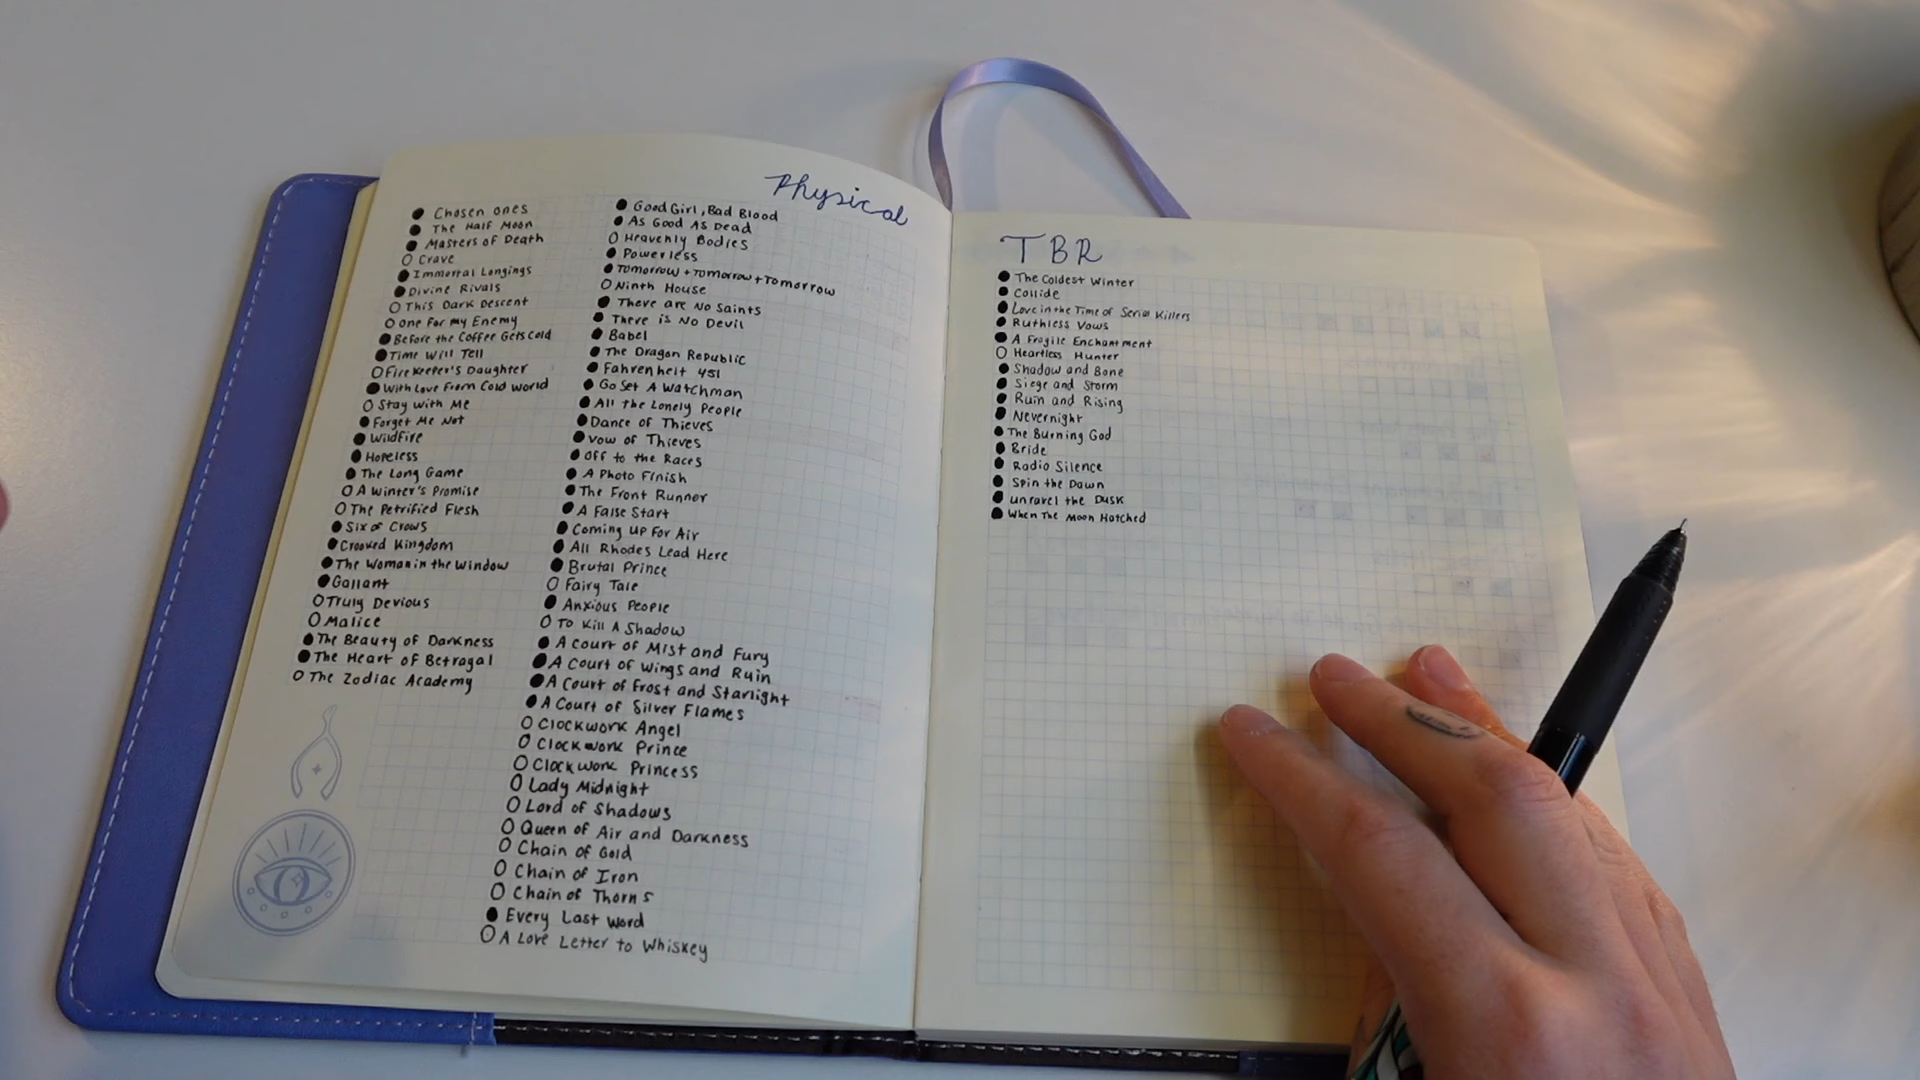 Physical
Chosen Ones
The Half Moon
Masters of Death
Crave
Immortal Longings
Divine Rivals
This Dark Descent
One For My Enemy
Before the Coffee Gets Cold
Time Will Tell
Fire Keeper's Daughter
With Love From Cold World
Stay With Me
Forget Me Not
Wildfire
Hopeless
The Long Game
A Winter's Promise
The Petrified Flesh
Six of Crows
Crooked Kingdom
The Woman in the Window
Gallant
Truly Devious
Malice
The Beauty of Darkness
The Heart of Betragal
The Zodiac Academy
Good Girl, Bad Blood
As Good As Dead
Heavenly Bodies
Powerless
Tomorrow + Tomorrow + Tomorrow
Ninth House
There are No Saints
There is No Devil
Babel
The Dragon Republic
Fahrenheit 451
Go Set A Watchman
All The Lonely People
Dance of Thieves
Vow of Thieves
Off to the Races
A Photo Finish
The Front Runner
A False Start
Coming Up For Air
All Rhodes Lead Here
Brutal Prince
Fairy Tale
Anxious People
To Kill A Shadow
A Court of Mist and Fury
A Court of Wings and Ruin
A Court of Frost and Starlight
A Court of Silver Flames
Clockwork Angel
Clockwork Prince
Clockwork Princess
Lady Midnight
Lord of Shadows
Queen of Air and Darkness
Chain of Gold
Chain of Iron
Chain of Thorns
Every Last Word
A Love Letter to Whiskey
TBR
The Coldest Winter
Collide
Love in the Time of Serial Killers
Ruthless Vows
A Fragile Enchantment
Heartless Hunter
Shadow and Bone
Siege and Storm
Ruin and Rising
Nevernight
The Burning God
Bride
Radio Silence
Spin the Dawn
Unravel the Dusk
When The Moon Hatched